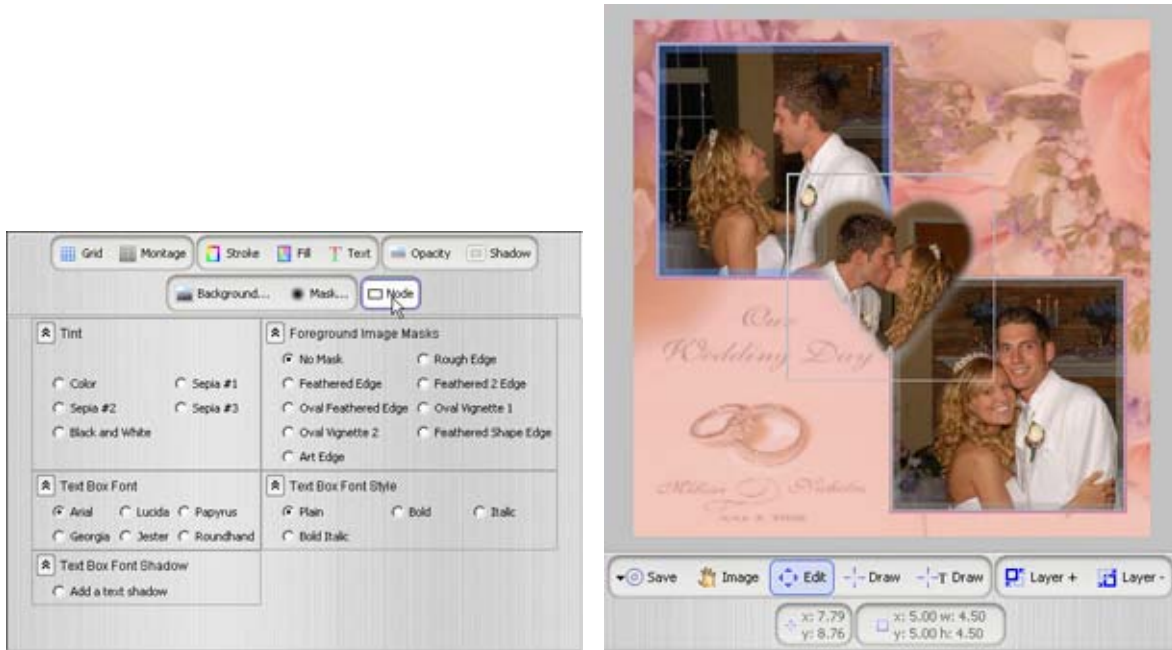 Grid Montage Stroke Fill Text Opacity Shadow
Background... Mask... Node
Tint
Color Sepia #1
Sepia #2 Sepia #3
Black and White
Foreground Image Masks
No Mask Rough Edge
Feathered Edge Feathered 2 Edge
Oval Feathered Edge Oval Vignette 1
Oval Vignette 2 Feathered Shape Edge
Art Edge
Text Box Font
Arial Lucida Papyrus
Georgia Jester Roundhand
Text Box Font Style
Plain Bold Italic
Bold Italic
Text Box Font Shadow
Add a text shadow
Our
Wedding Day
Save Image Edit Draw T Draw Layer + Layer -
x: 7.79
y: 8.76
x: 5.00 w: 4.50
y: 5.00 h: 4.50